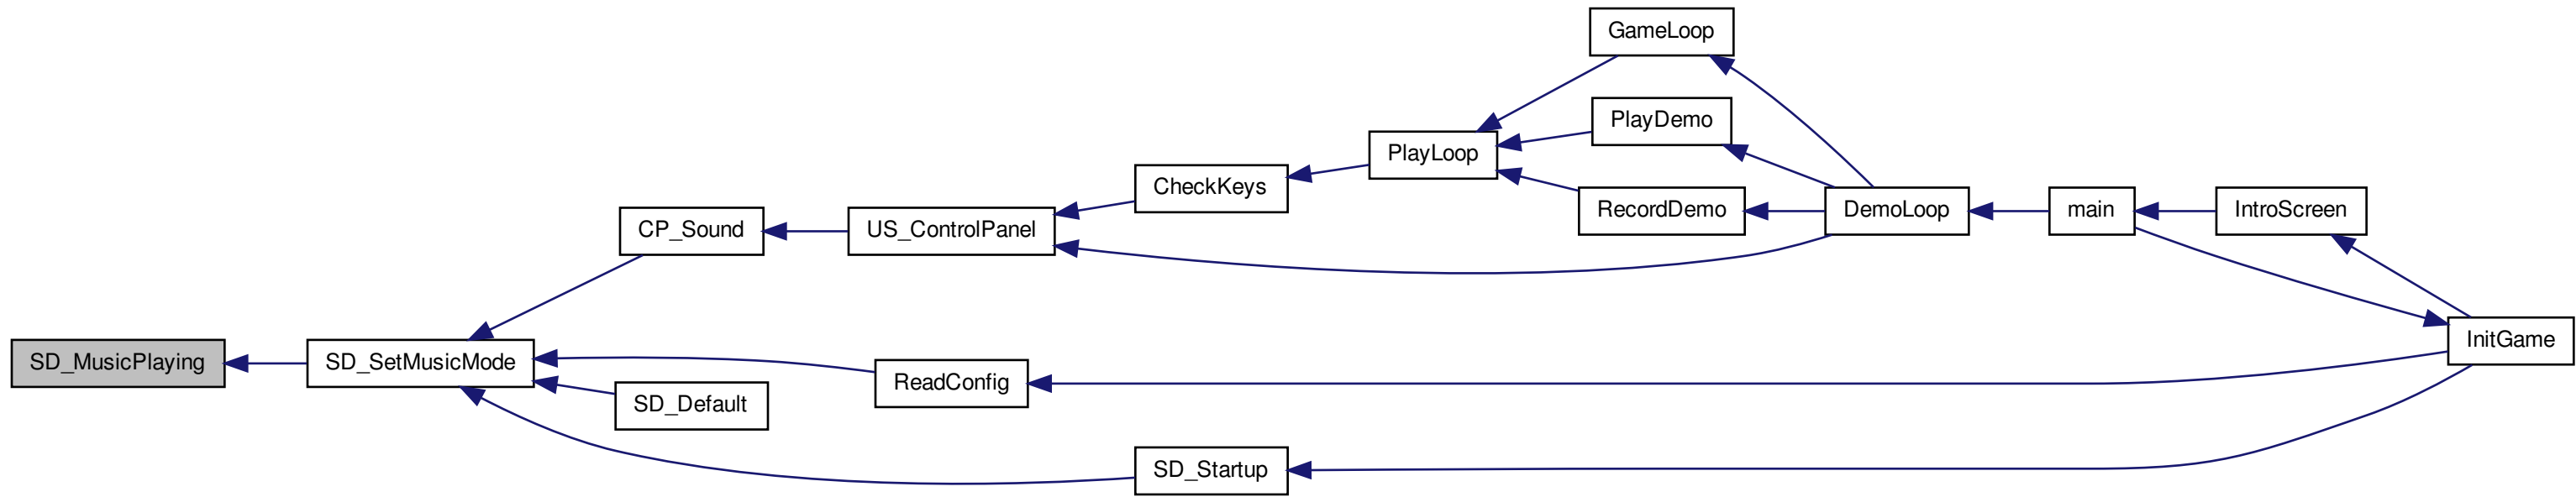 GameLoop
PlayDemo
PlayLoop
CheckKeys
RecordDemo
DemoLoop
main
IntroScreen
CP_Sound
US_ControlPanel
InitGame
SD_MusicPlaying
SD_SetMusicMode
ReadConfig
SD_Default
SD_Startup